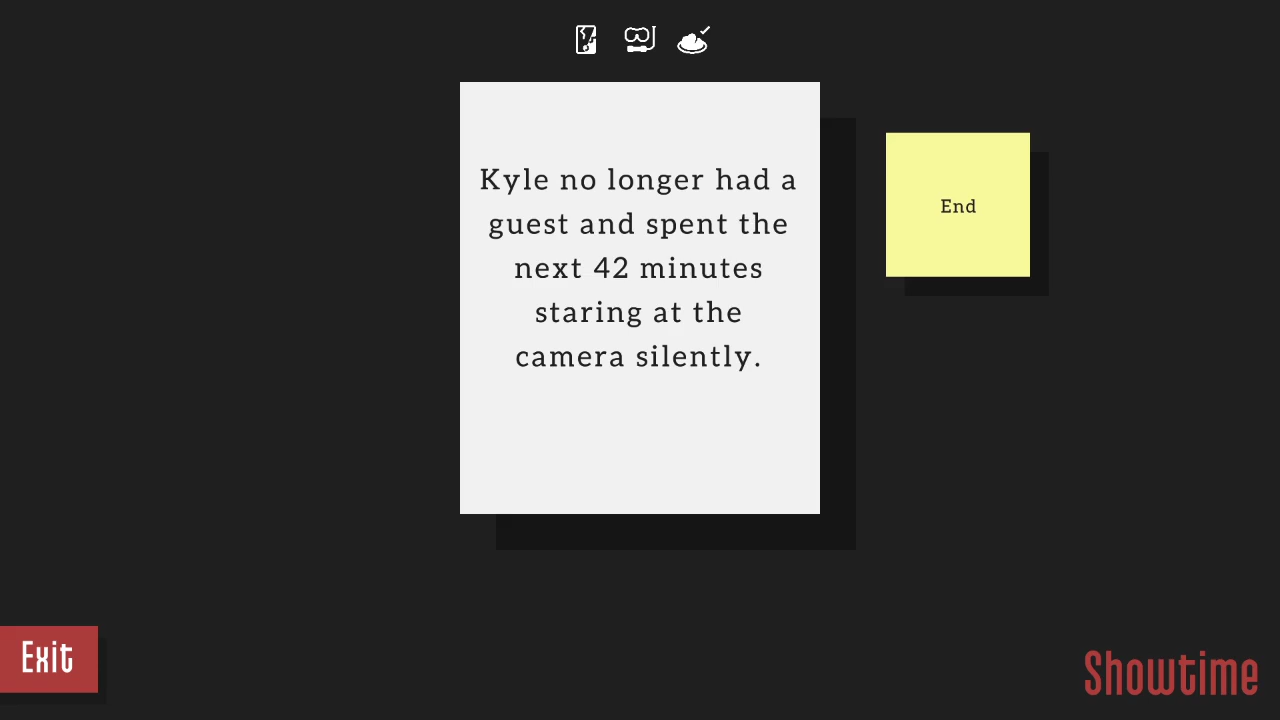 Kyle no longer had a
guest and spent the
next 42 minutes
staring at the
camera silently.
End
Exit
Showtime